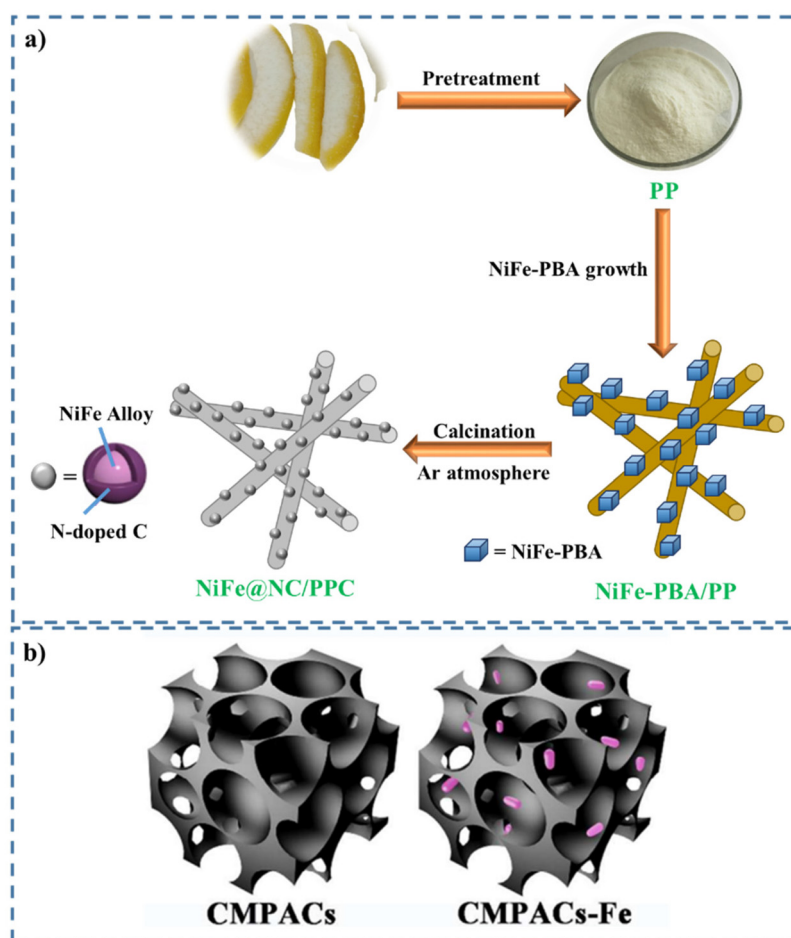 a)
Pretreatment
PP
NiFe-PBA growth
NiFe Alloy
=
N-doped C
Calcination
Ar atmosphere
= NiFe-PBA
NiFe@NC/PPC
NiFe-PBA/PP
b)
CMPACs
CMPACs-Fe